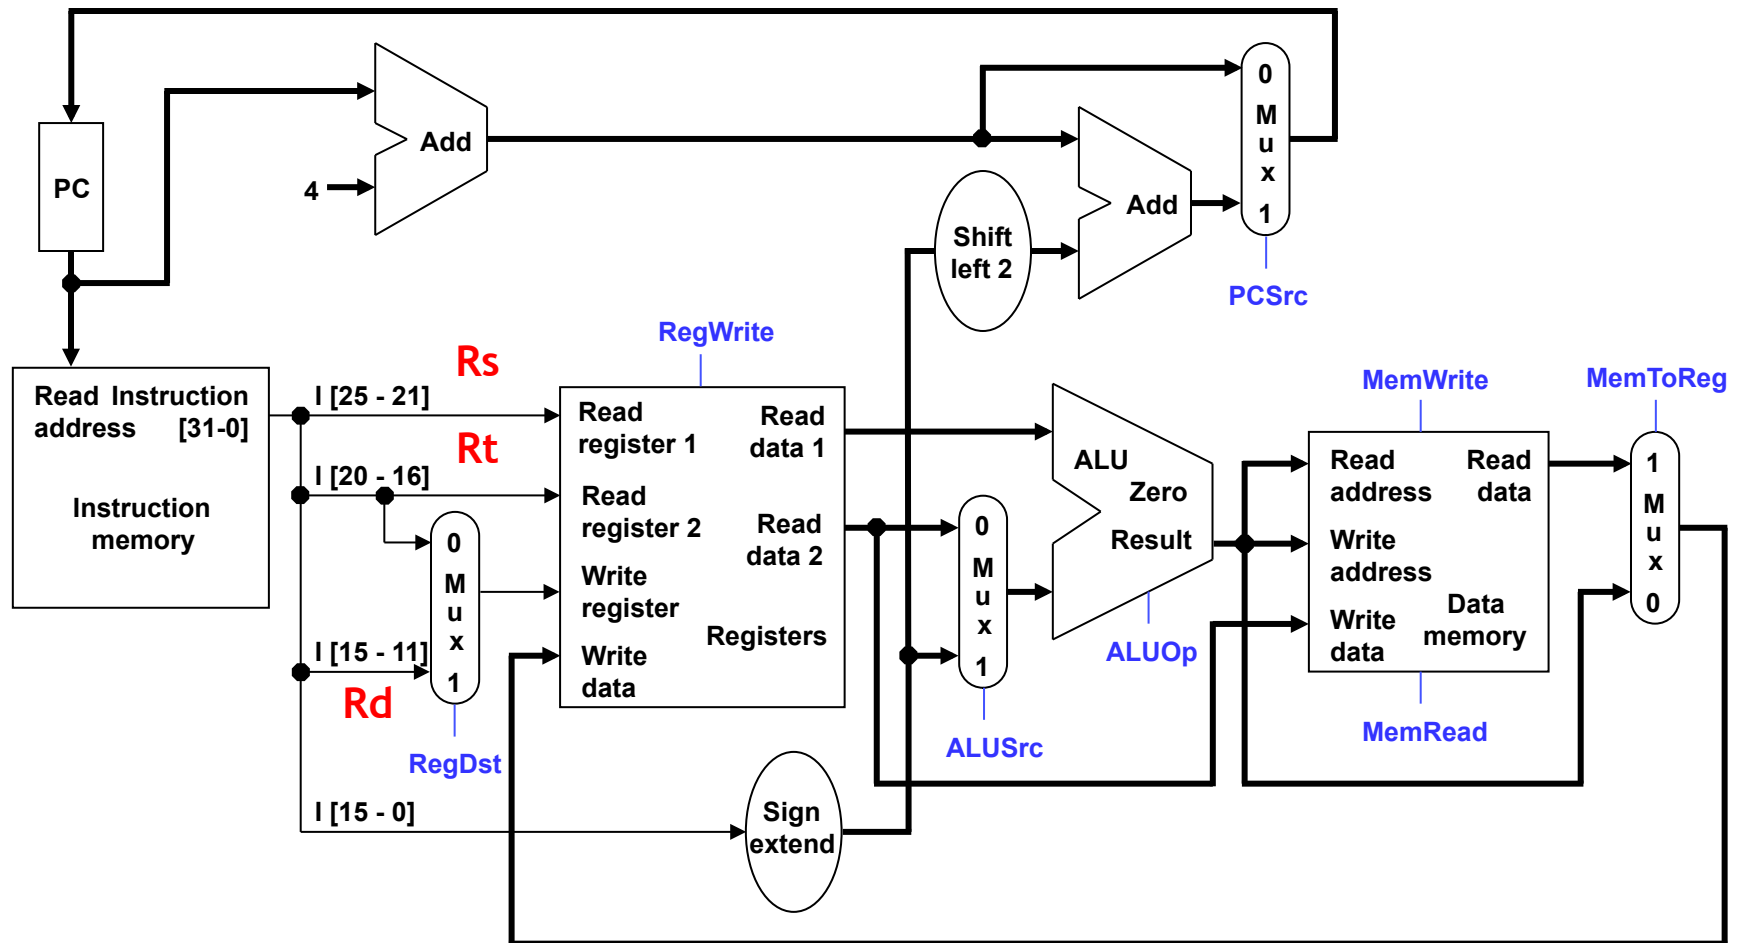 PC
Add
4
Add
Shift
left 2
0
M
u
x
1
PCSrc
Read
address
Instruction
[31-0]
Instruction
memory
I [25 - 21]
Rs
I [20 - 16]
Rt
I [15 - 11]
Rd
I [15 - 0]
0
M
u
x
1
RegDst
RegWrite
Read
register 1
Read
register 2
Write
register
Write
data
Read
data 1
Read
data 2
Registers
Sign
extend
0
M
u
x
1
ALUSrc
ALU
Zero
Result
ALUOp
MemWrite
Read
address
Write
address
Write
data
Read
data
Data
memory
MemRead
MemToReg
1
M
u
x
0